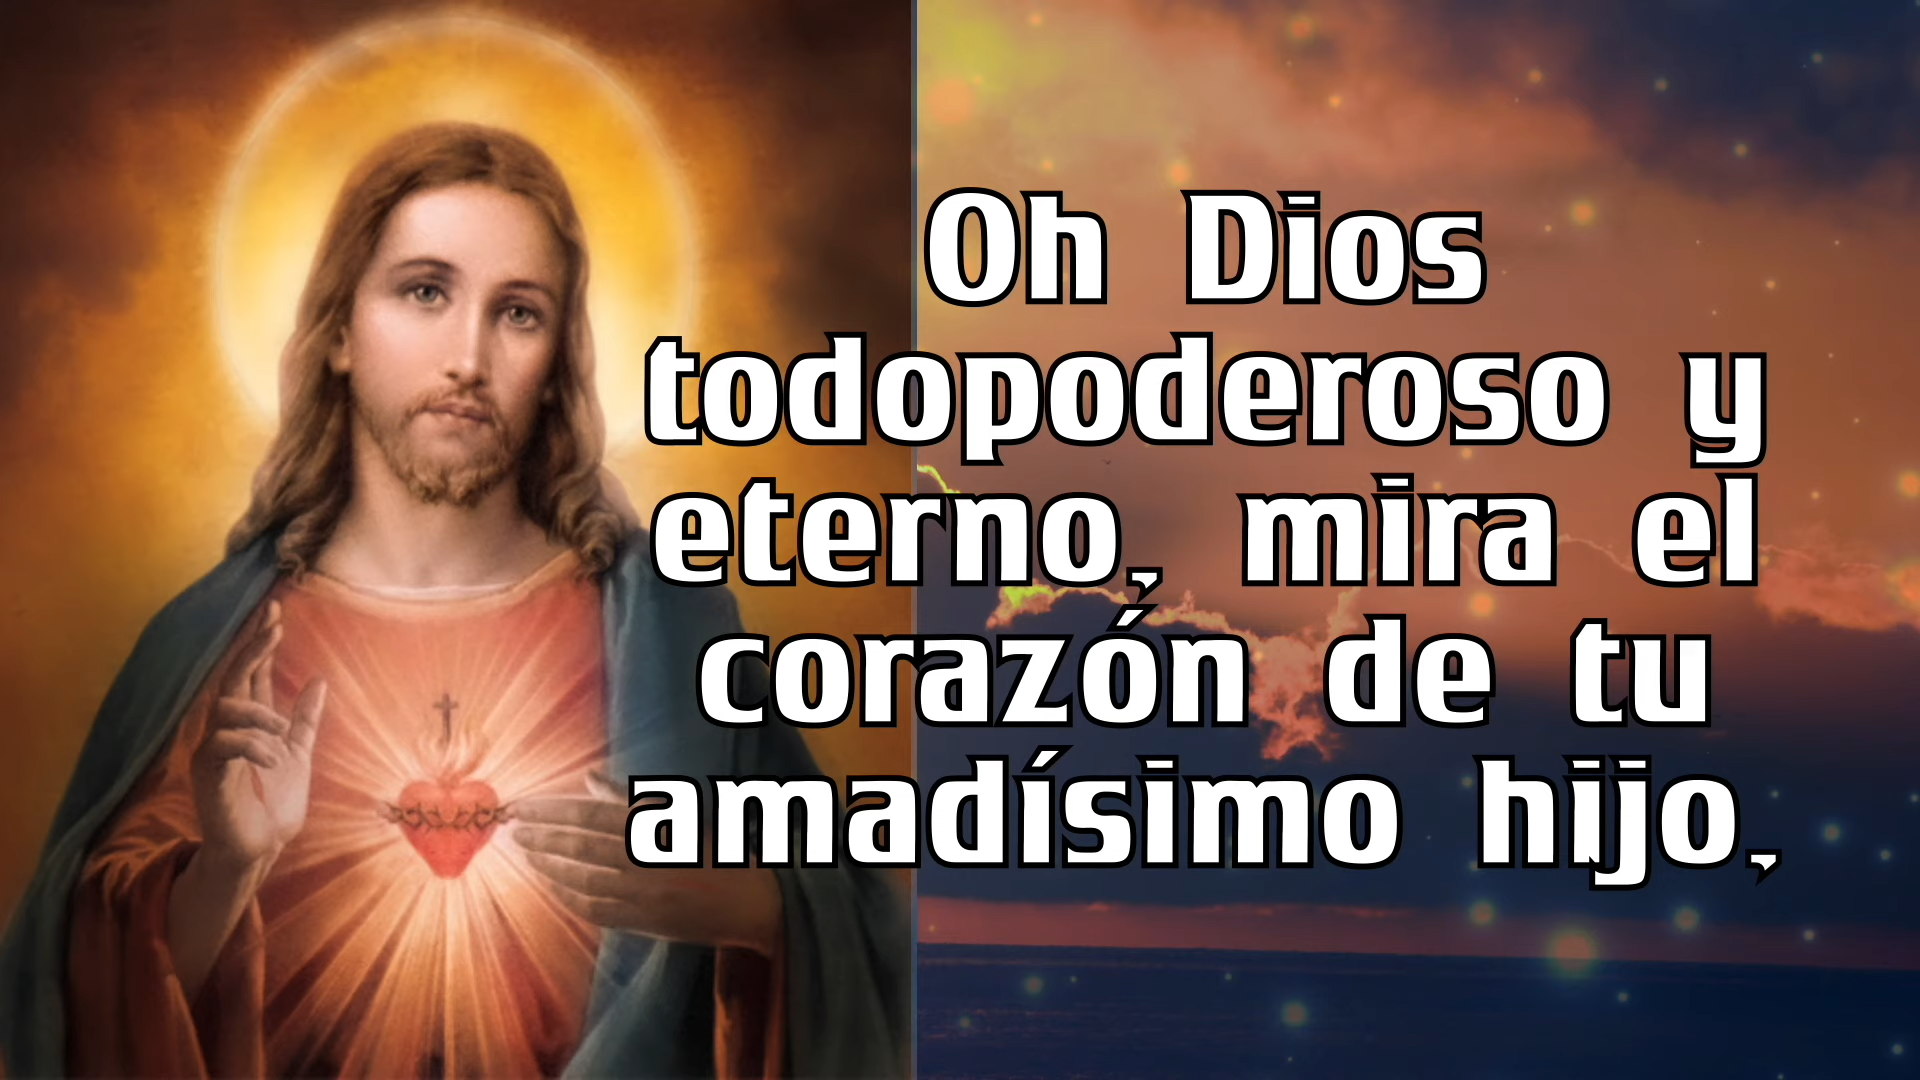 Oh Dios
todopoderoso y
eterno, mira el
corazón de tu
amadísimo hijo,